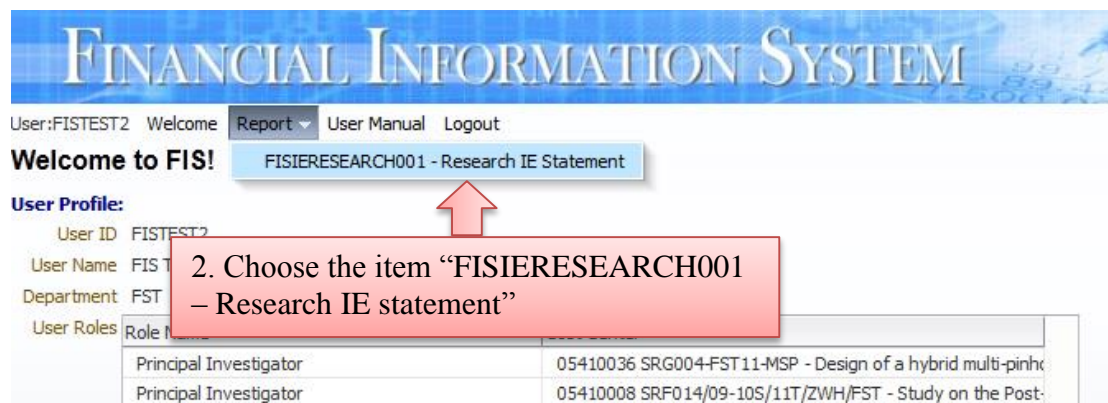 FINANCIAL INFORMATION SYSTEM
User:FISTEST2 Welcome Report User Manual Logout
Welcome to FIS!
FISIERESEARCH001 - Research IE Statement
User Profile:
User ID FISTEST2
User Name FIS T
Department FST
2. Choose the item “FISIERESEARCH001
– Research IE statement”
User Roles Role
Principal Investigator 05410036 SRG004-FST11-MSP - Design of a hybrid multi-pinho
Principal Investigator 05410008 SRF014/09-10S/11T/ZWH/FST - Study on the Post-